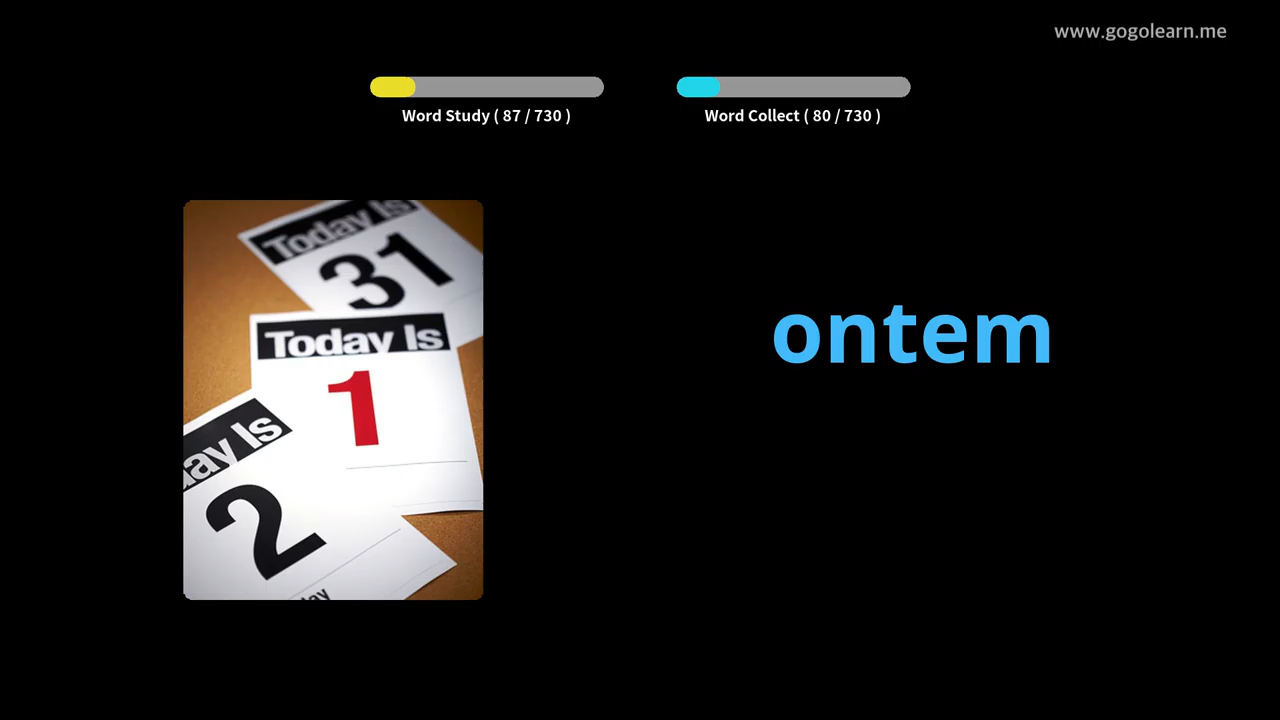 www.gogolearn.me
Word Study ( 87 / 730 )
Word Collect ( 80 / 730 )
Today Is
31
Today Is
1
ay Is
2
ontem